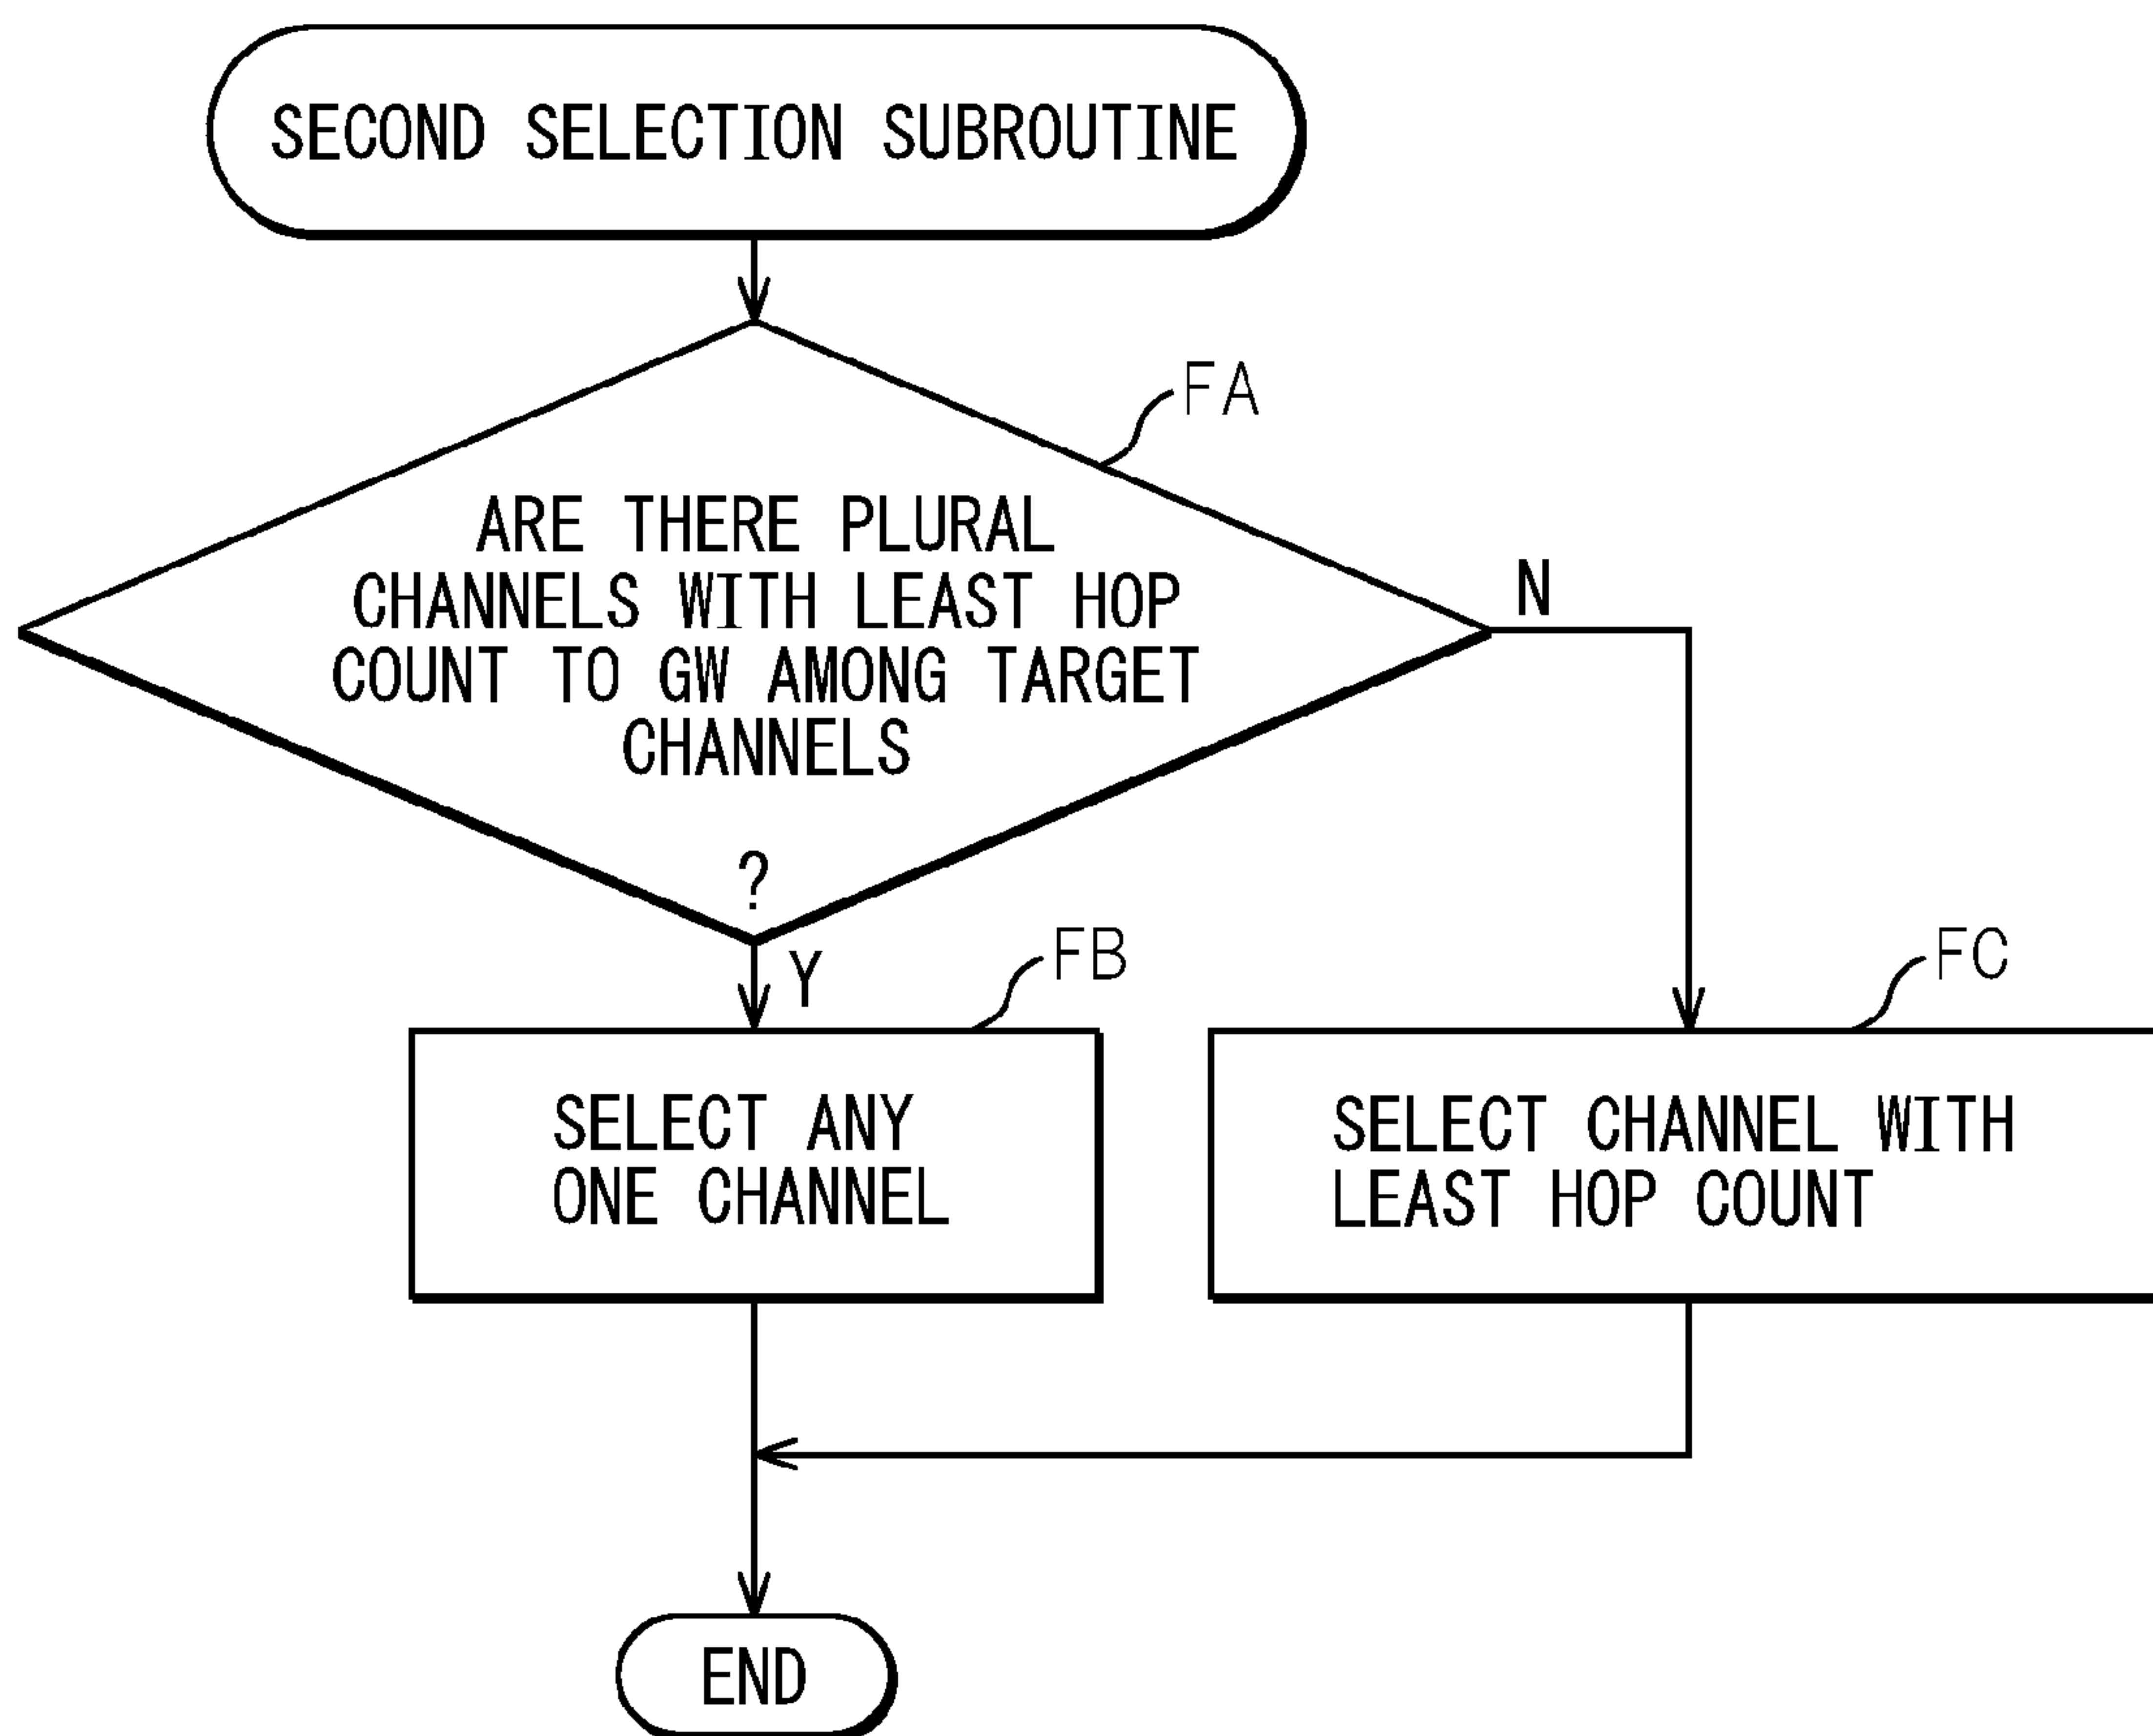 SECOND SELECTION SUBROUTINE
FA
ARE THERE PLURAL
CHANNELS WITH LEAST HOP
COUNT TO GW AMONG TARGET
CHANNELS
?
N
Y
FB
SELECT ANY
ONE CHANNEL
FC
SELECT CHANNEL WITH
LEAST HOP COUNT
END